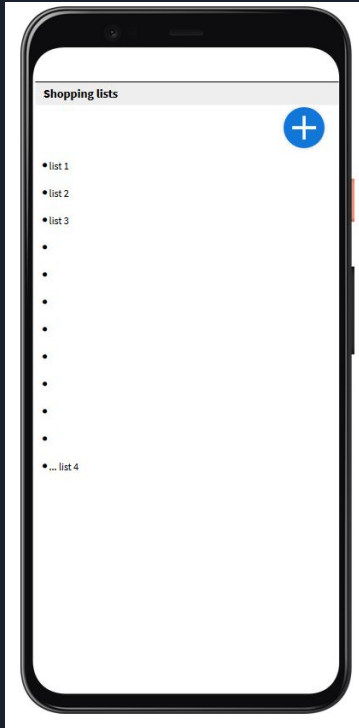 Shopping lists
• list 1
• list 2
• list 3
•
•
•
•
•
•
•
•
• ... list 4